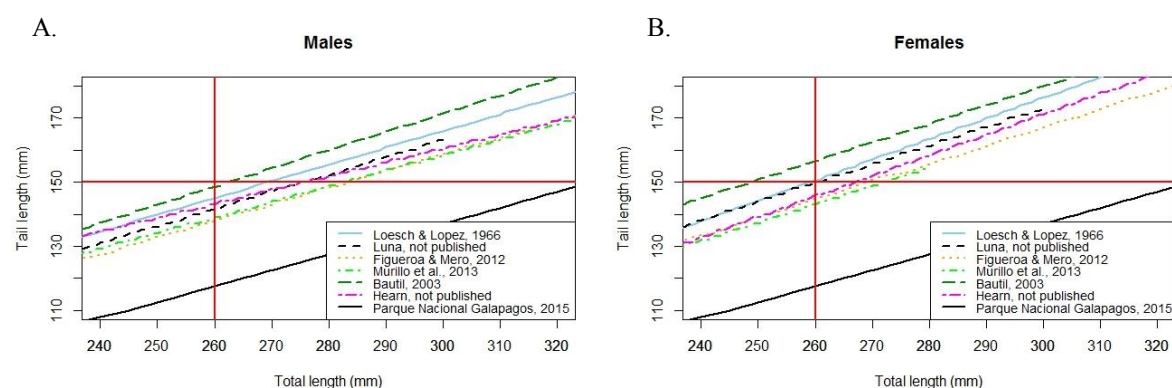 A.
Males
Tail length (mm)
110
130
150
170
Loesch & Lopez, 1966
Luna, not published
Figueroa & Mero, 2012
Murillo et al., 2013
Bautil, 2003
Hearn, not published
Parque Nacional Galapagos, 2015
240 250 260 270 280 290 300 310 320
Total length (mm)
B.
Females
Tail length (mm)
110
130
150
170
Loesch & Lopez, 1966
Luna, not published
Figueroa & Mero, 2012
Murillo et al., 2013
Bautil, 2003
Hearn, not published
Parque Nacional Galapagos, 2015
240 250 260 270 280 290 300 310 320
Total length (mm)